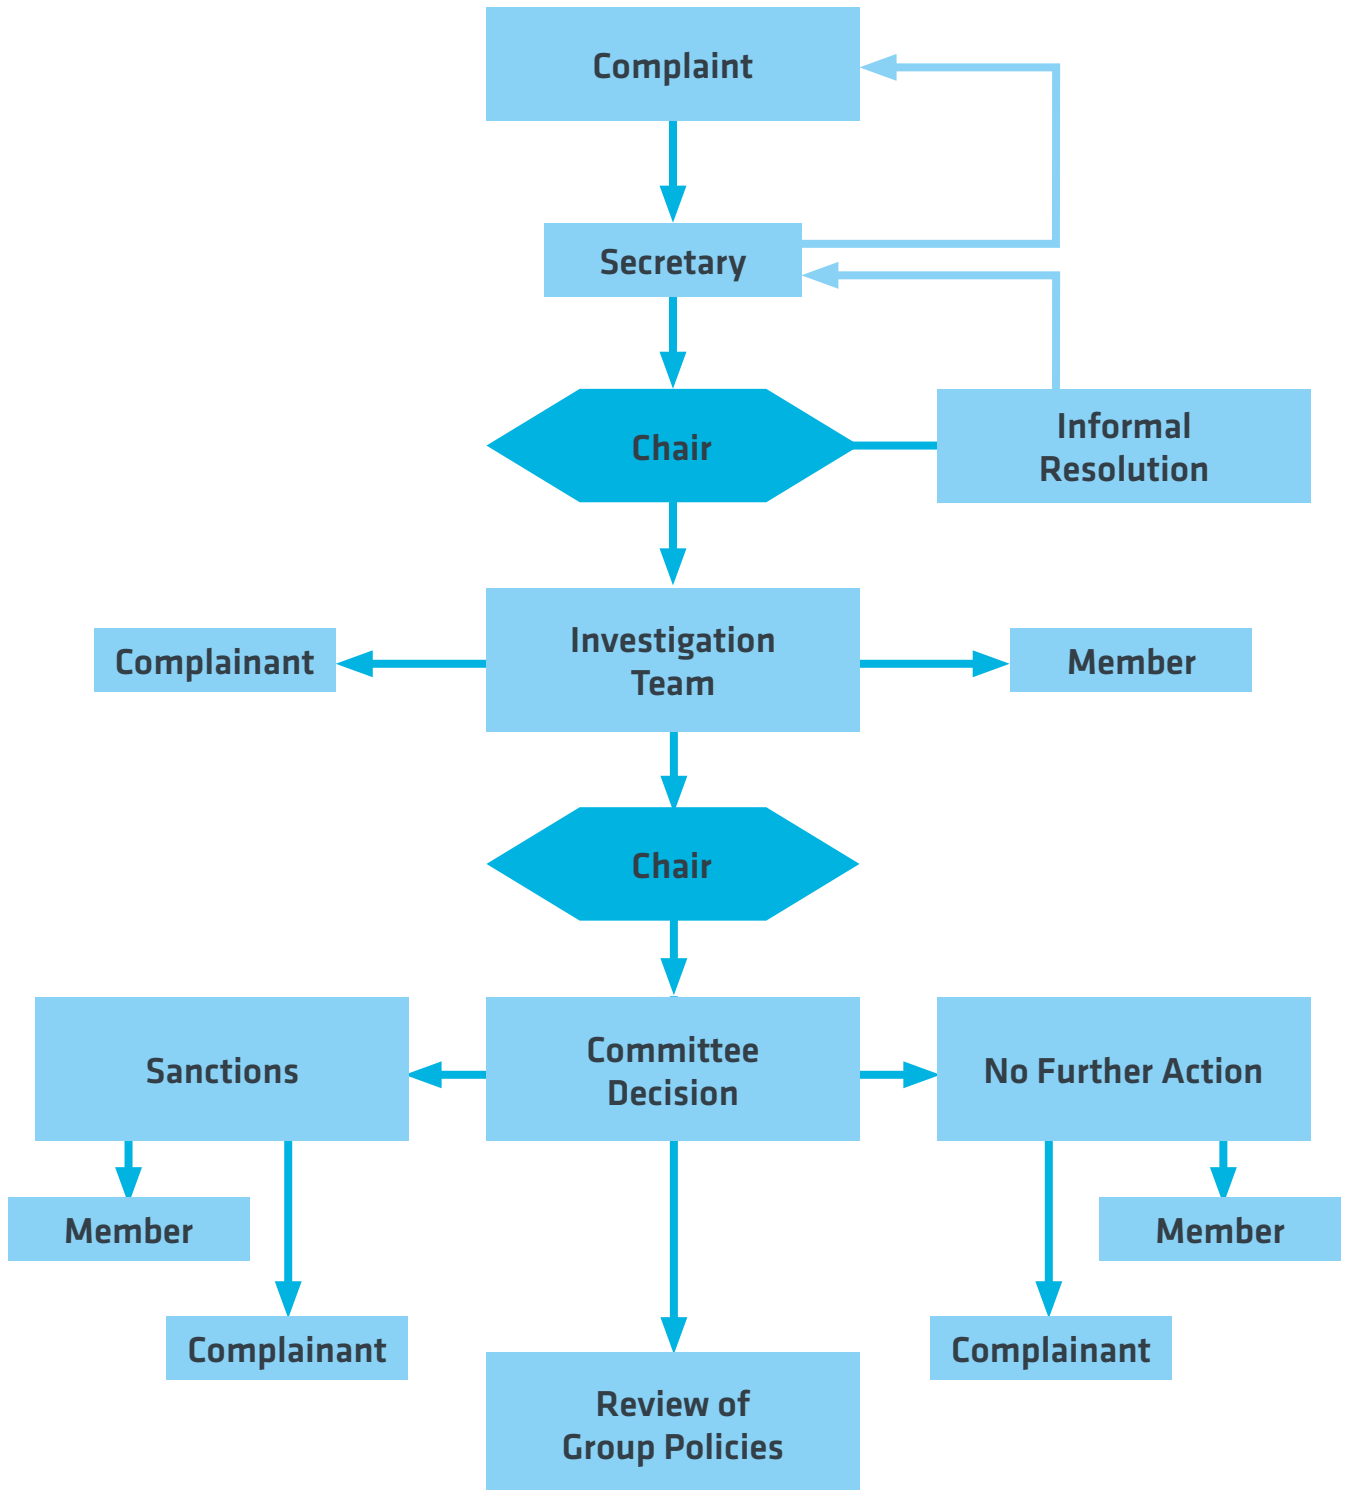 Complaint
Secretary
Chair
Informal
Resolution
Complainant
Investigation
Team
Member
Chair
Sanctions
Committee
Decision
No Further Action
Member
Member
Complainant
Complainant
Review of
Group Policies